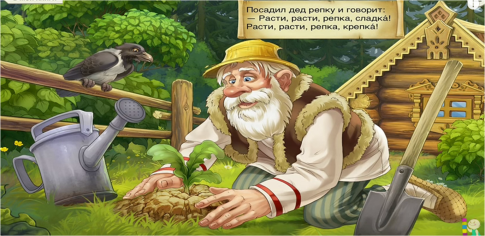 Посадил дед репку и говорит:
— Расти, расти, репка, сладка́!
Расти, расти, репка, крепка́!